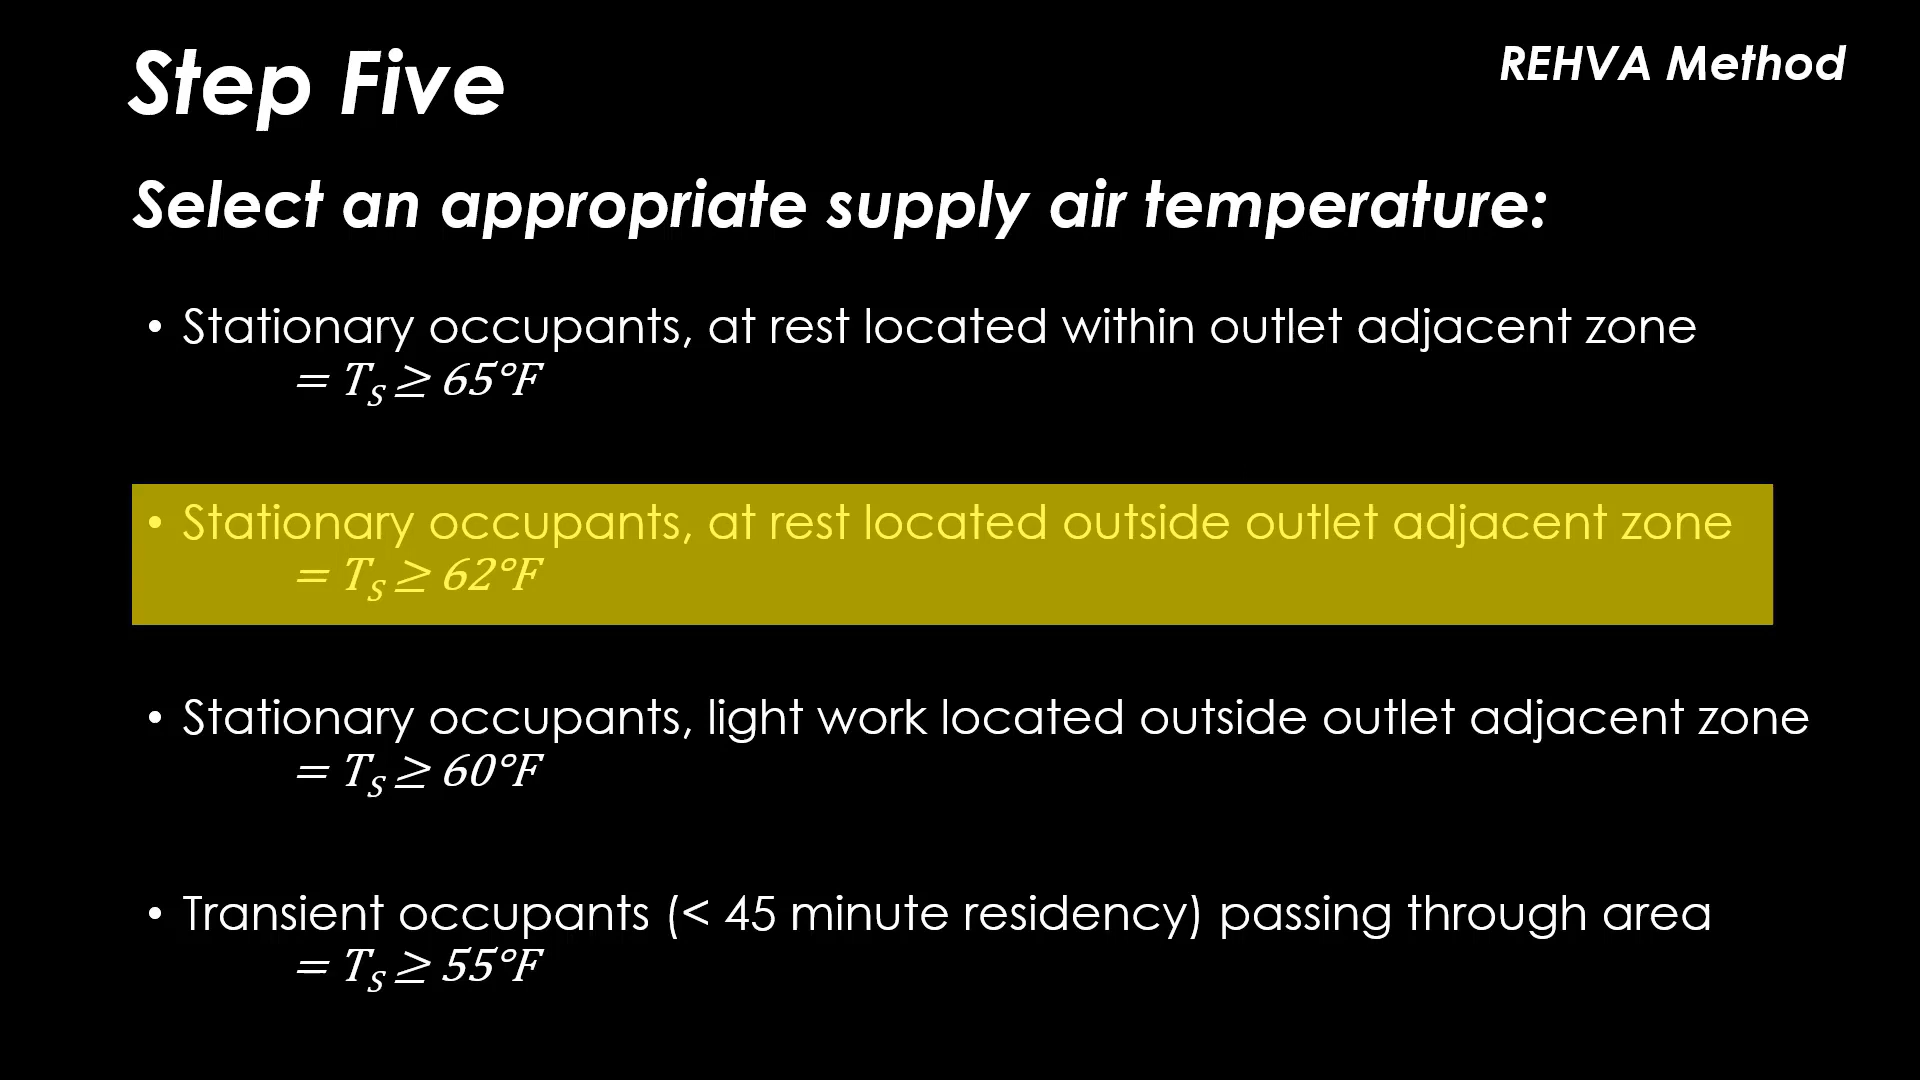 Step Five
REHVA Method
Select an appropriate supply air temperature:
• Stationary occupants, at rest located within outlet adjacent zone
= T_S ≥ 65°F
• Stationary occupants, at rest located outside outlet adjacent zone
= T_S ≥ 62°F
• Stationary occupants, light work located outside outlet adjacent zone
= T_S ≥ 60°F
• Transient occupants (< 45 minute residency) passing through area
= T_S ≥ 55°F